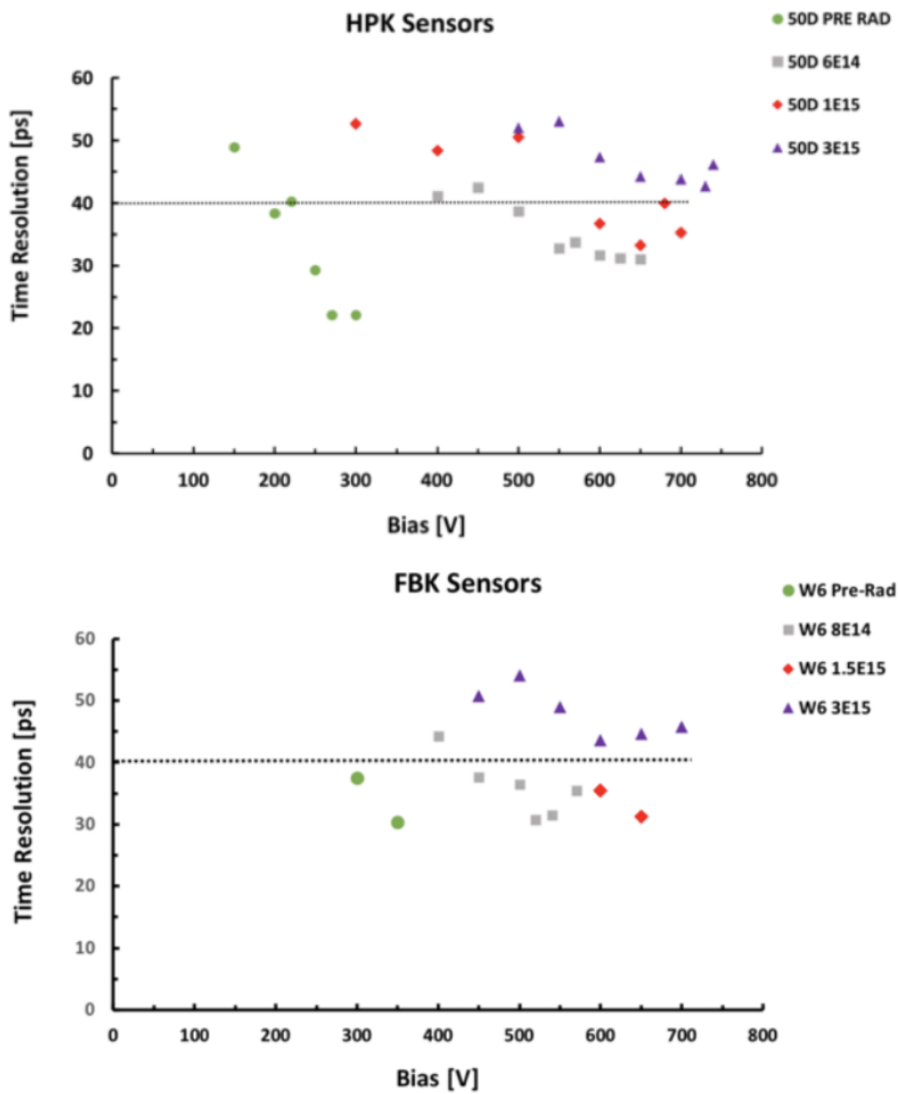 HPK Sensors
50D PRE RAD
50D 6E14
50D 1E15
50D 3E15
Time Resolution [ps]
60
50
40
30
20
10
0
0 100 200 300 400 500 600 700 800
Bias [V]
FBK Sensors
W6 Pre-Rad
W6 8E14
W6 1.5E15
W6 3E15
Time Resolution [ps]
60
50
40
30
20
10
0
0 100 200 300 400 500 600 700 800
Bias [V]